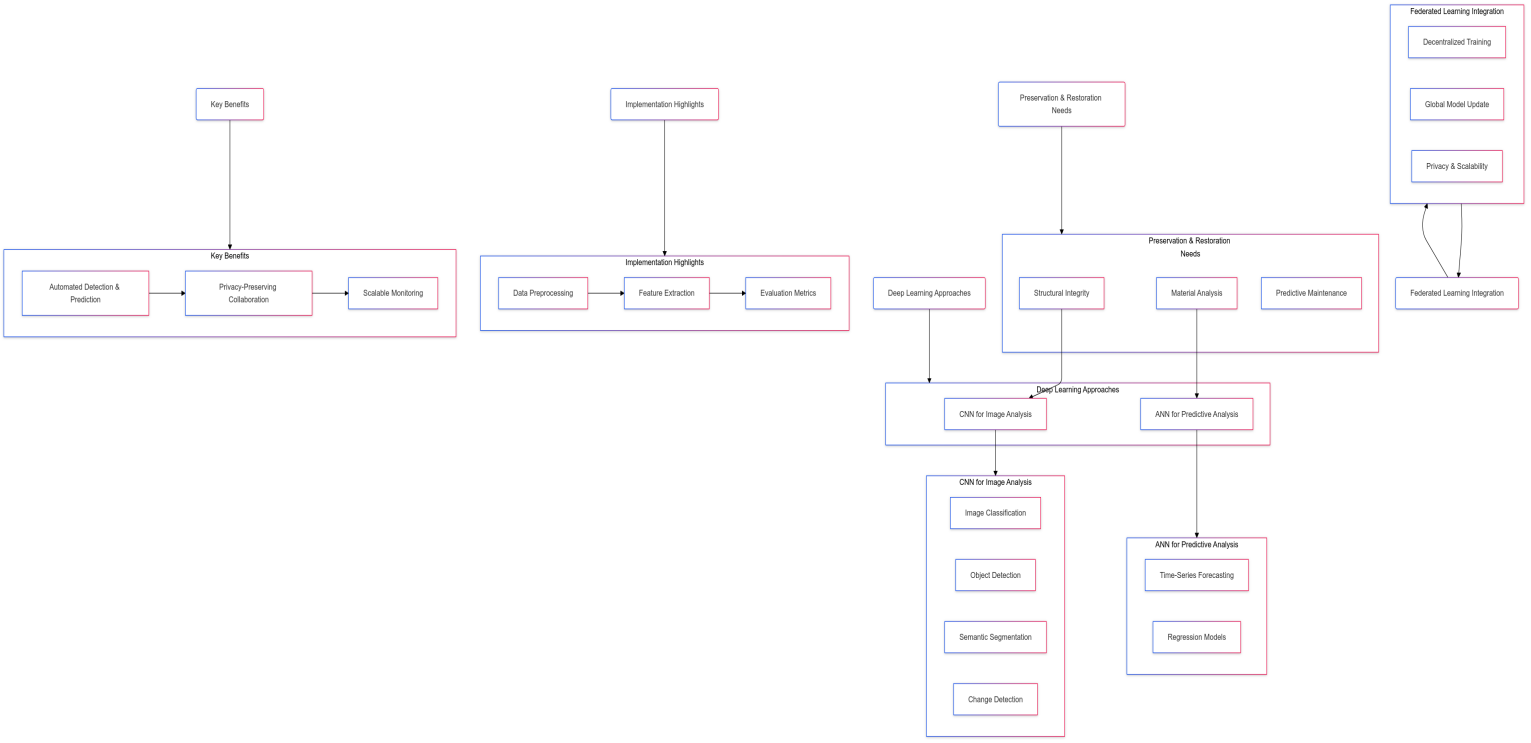 Key Benefits
Key Benefits
Automated Detection &
Prediction
Privacy-Preserving
Collaboration
Scalable Monitoring
Implementation Highlights
Implementation Highlights
Data Preprocessing
Feature Extraction
Evaluation Metrics
Preservation & Restoration
Needs
Preservation & Restoration
Needs
Structural Integrity
Material Analysis
Predictive Maintenance
Deep Learning Approaches
Deep Learning Approaches
CNN for Image Analysis
ANN for Predictive Analysis
CNN for Image Analysis
Image Classification
Object Detection
Semantic Segmentation
Change Detection
ANN for Predictive Analysis
Time-Series Forecasting
Regression Models
Federated Learning Integration
Decentralized Training
Global Model Update
Privacy & Scalability
Federated Learning Integration